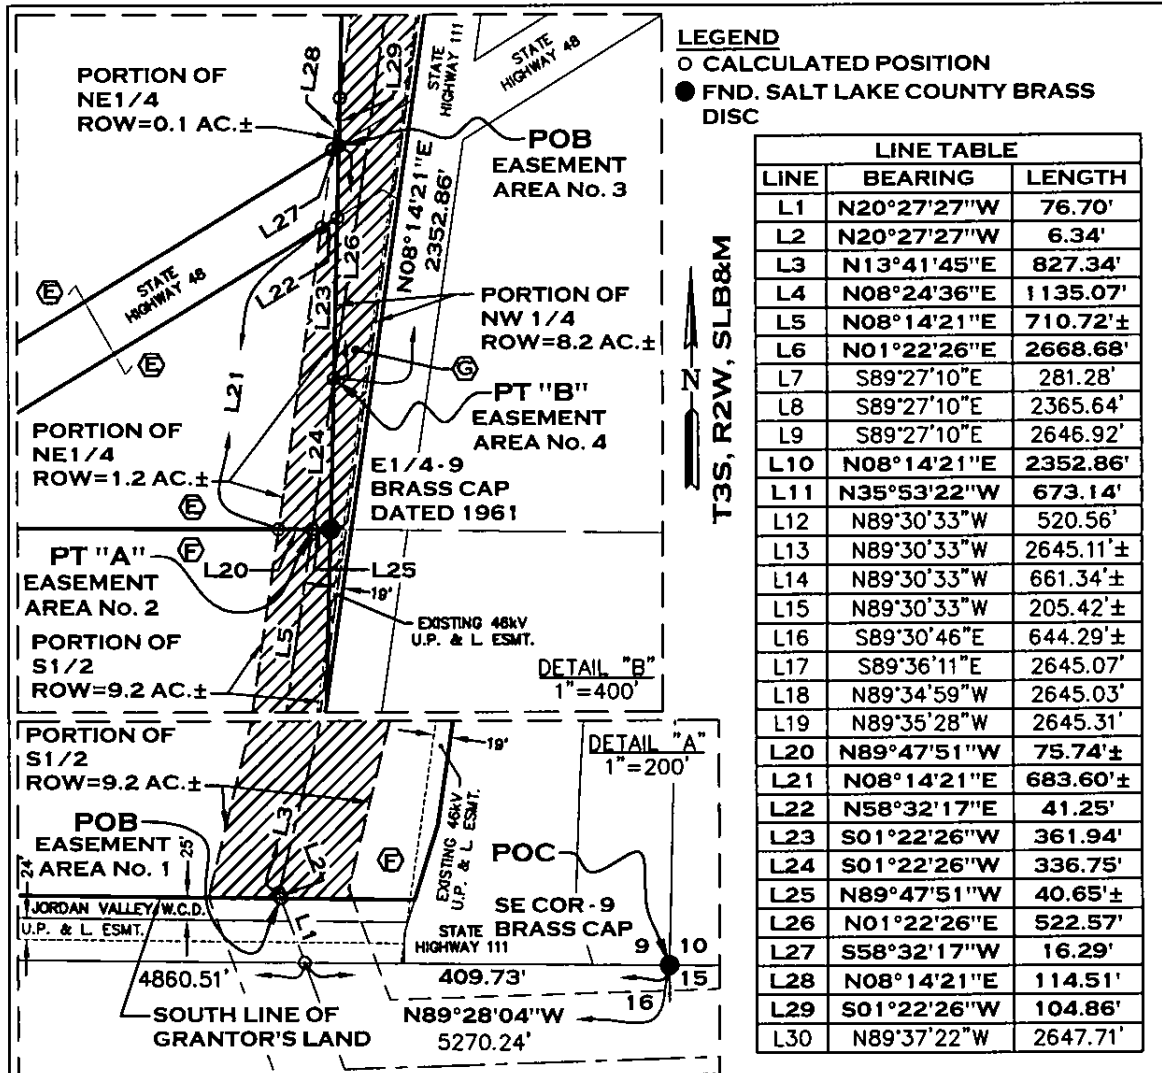 LEGEND
○ CALCULATED POSITION
● FND. SALT LAKE COUNTY BRASS
DISC
PORTION OF
NE1/4
ROW=0.1 AC.±
L28
L29
STATE
HIGHWAY 111
STATE
HIGHWAY 48
POB
EASEMENT
AREA No. 3
N08°14'21"E
2352.86'
L27
L26
L22
L23
STATE
HIGHWAY 48
E
E
PORTION OF
NW 1/4
ROW=8.2 AC.±
G
L21
PT "B"
EASEMENT
AREA No. 4
L24
PORTION OF
NE1/4
ROW=1.2 AC.±
E1/4-9
BRASS CAP
DATED 1961
E
F
PT "A"
EASEMENT
AREA No. 2
L20
L25
19'
EXISTING 46kV
U.P. & L ESMT.
L5
PORTION OF
S1/2
ROW=9.2 AC.±
DETAIL "B"
1"=400'
T3S, R2W, SLB&M
N
PORTION OF
S1/2
ROW=9.2 AC.±
19'
DETAIL "A"
1"=200'
POB
EASEMENT
AREA No. 1
24'
25'
L3
L2
F
EXISTING 46kV
U.P. & L ESMT.
POC
SE COR-9
BRASS CAP
JORDAN VALLEY W.C.D.
U.P. & L. ESMT.
L1
STATE
HIGHWAY 111
9 10
16 15
4860.51'
409.73'
SOUTH LINE OF
GRANTOR'S LAND
N89°28'04"W
5270.24'
LINE TABLE
LINE BEARING LENGTH
L1 N20°27'27"W 76.70'
L2 N20°27'27"W 6.34'
L3 N13°41'45"E 827.34'
L4 N08°24'36"E 1135.07'
L5 N08°14'21"E 710.72'±
L6 N01°22'26"E 2668.68'
L7 S89°27'10"E 281.28'
L8 S89°27'10"E 2365.64'
L9 S89°27'10"E 2646.92'
L10 N08°14'21"E 2352.86'
L11 N35°53'22"W 673.14'
L12 N89°30'33"W 520.56'
L13 N89°30'33"W 2645.11'±
L14 N89°30'33"W 661.34'±
L15 N89°30'33"W 205.42'±
L16 S89°30'46"E 644.29'±
L17 S89°36'11"E 2645.07'
L18 N89°34'59"W 2645.03'
L19 N89°35'28"W 2645.31'
L20 N89°47'51"W 75.74'±
L21 N08°14'21"E 683.60'±
L22 N58°32'17"E 41.25'
L23 S01°22'26"W 361.94'
L24 S01°22'26"W 336.75'
L25 N89°47'51"W 40.65'±
L26 N01°22'26"E 522.57'
L27 S58°32'17"W 16.29'
L28 N08°14'21"E 114.51'
L29 S01°22'26"W 104.86'
L30 N89°37'22"W 2647.71'